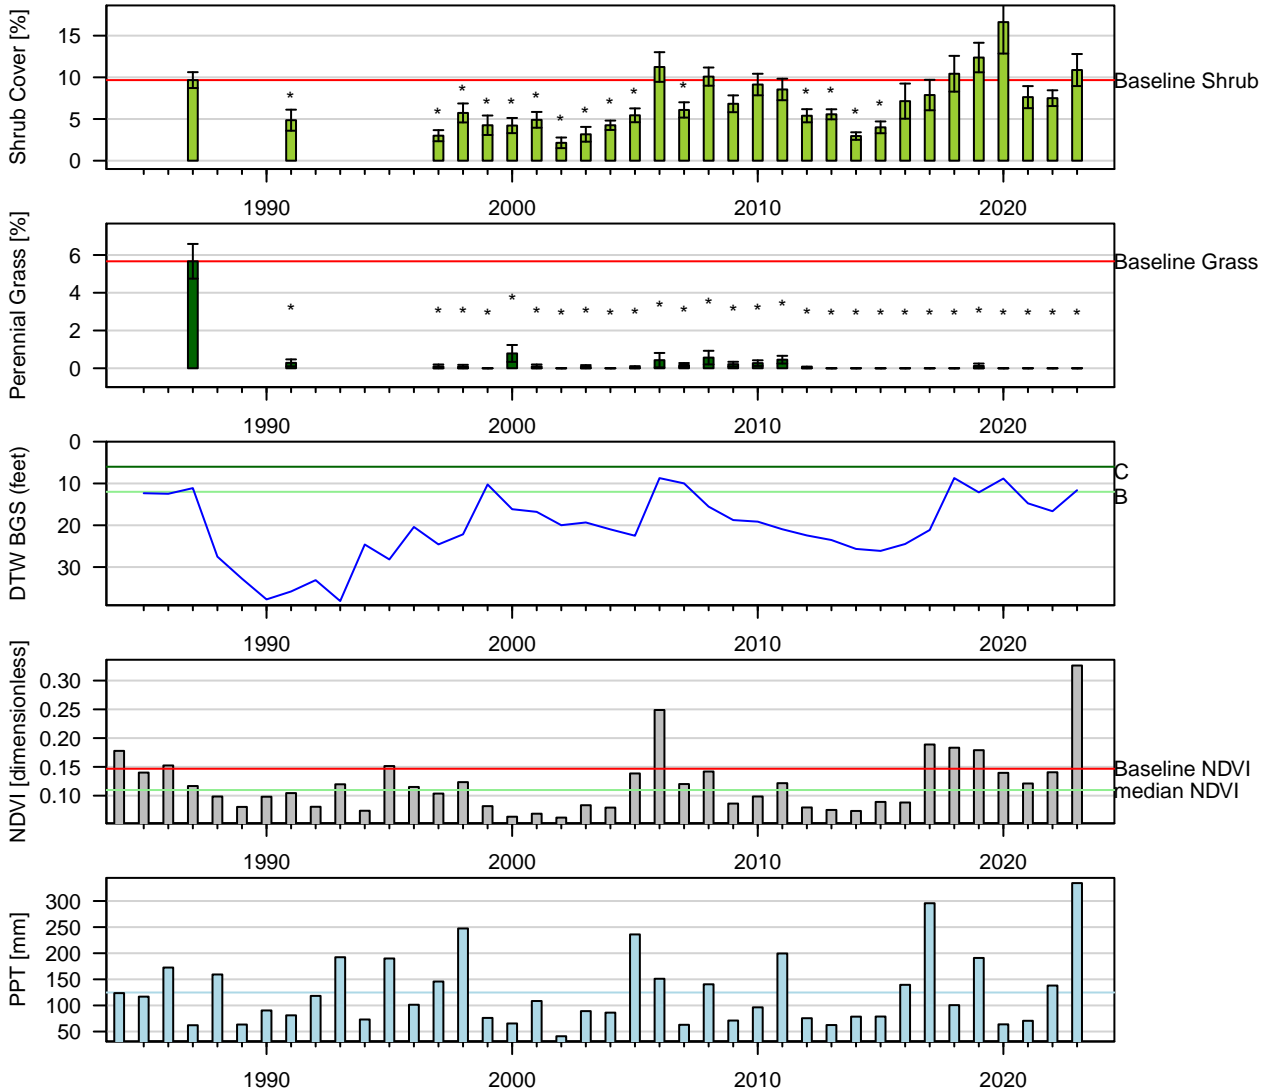 Shrub Cover [%]
15
10
5
0
* * * * * * * * * * * * * * *
Baseline Shrub
1990 2000 2010 2020
Perennial Grass [%]
6
4
2
0
* * * * * * * * * * * * * * * * * * * * * * * * * * * *
Baseline Grass
1990 2000 2010 2020
DTW BGS (feet)
0
10
20
30
C
B
1990 2000 2010 2020
NDVI [dimensionless]
0.30
0.25
0.20
0.15
0.10
Baseline NDVI
median NDVI
1990 2000 2010 2020
PPT [mm]
300
250
200
150
100
50
1990 2000 2010 2020